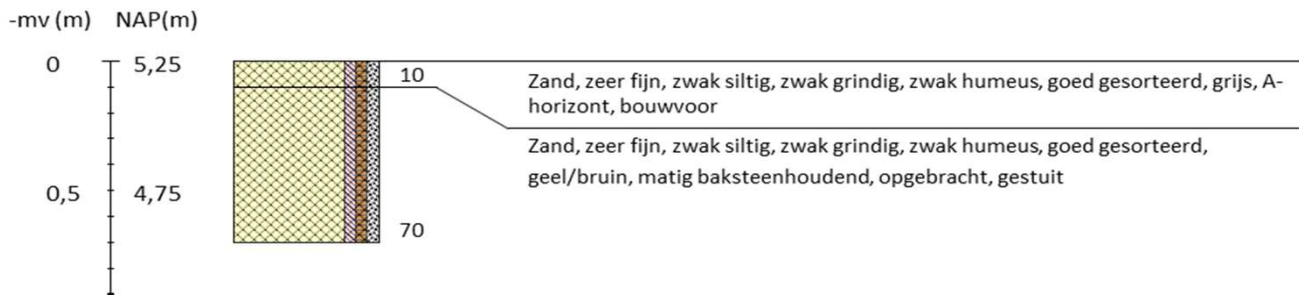 -mv (m) NAP(m)
0 5,25
10
Zand, zeer fijn, zwak siltig, zwak grindig, zwak humeus, goed gesorteerd, grijs, A-
horizont, bouwvoor
Zand, zeer fijn, zwak siltig, zwak grindig, zwak humeus, goed gesorteerd,
geel/bruin, matig baksteenhoudend, opgebracht, gestuit
0,5 4,75
70